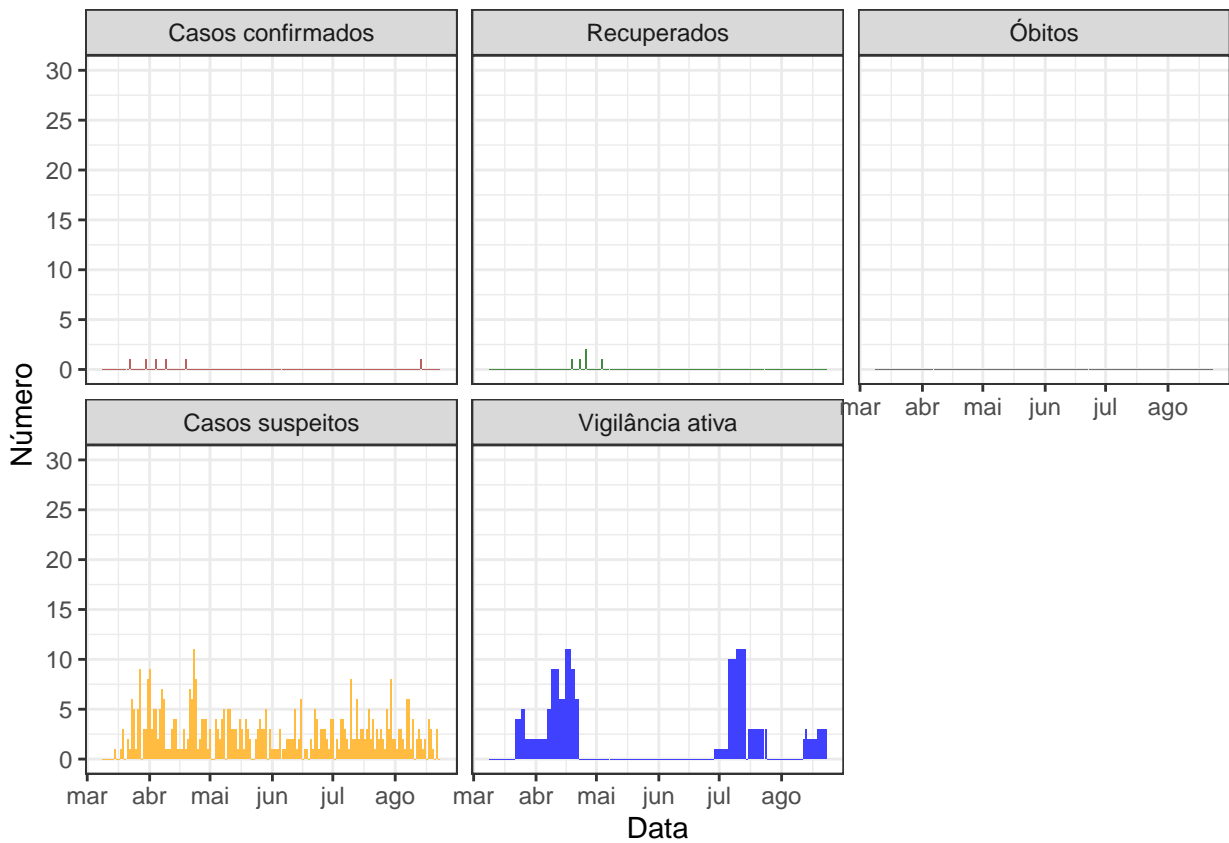 Casos confirmados
Recuperados
Óbitos
30
25
20
15
10
5
0
mar abr mai jun jul ago
Casos suspeitos
Vigilância ativa
30
25
20
15
10
5
0
mar abr mai jun jul ago
mar abr mai jun jul ago
Número
Data